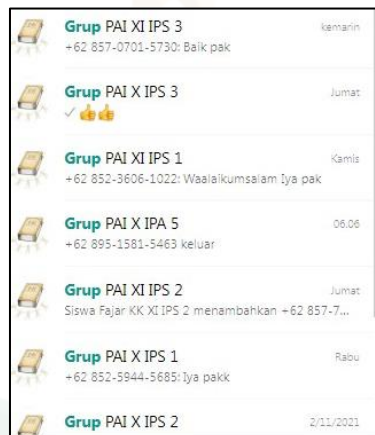 Grup PAI XI IPS 3 kemarin
+62 857-0701-5730: Baik pak
Grup PAI X IPS 3 Jumat
Grup PAI XI IPS 1 Kamis
+62 852-3606-1022: Waalaikumsalam Iya pak
Grup PAI X IPA 5 06.06
+62 895-1581-5463 keluar
Grup PAI XI IPS 2 Jumat
Siswa Fajar KK XI IPS 2 menambahkan +62 857-7...
Grup PAI X IPS 1 Rabu
+62 852-5944-5685: Iya pakk
Grup PAI X IPS 2 2/11/2021